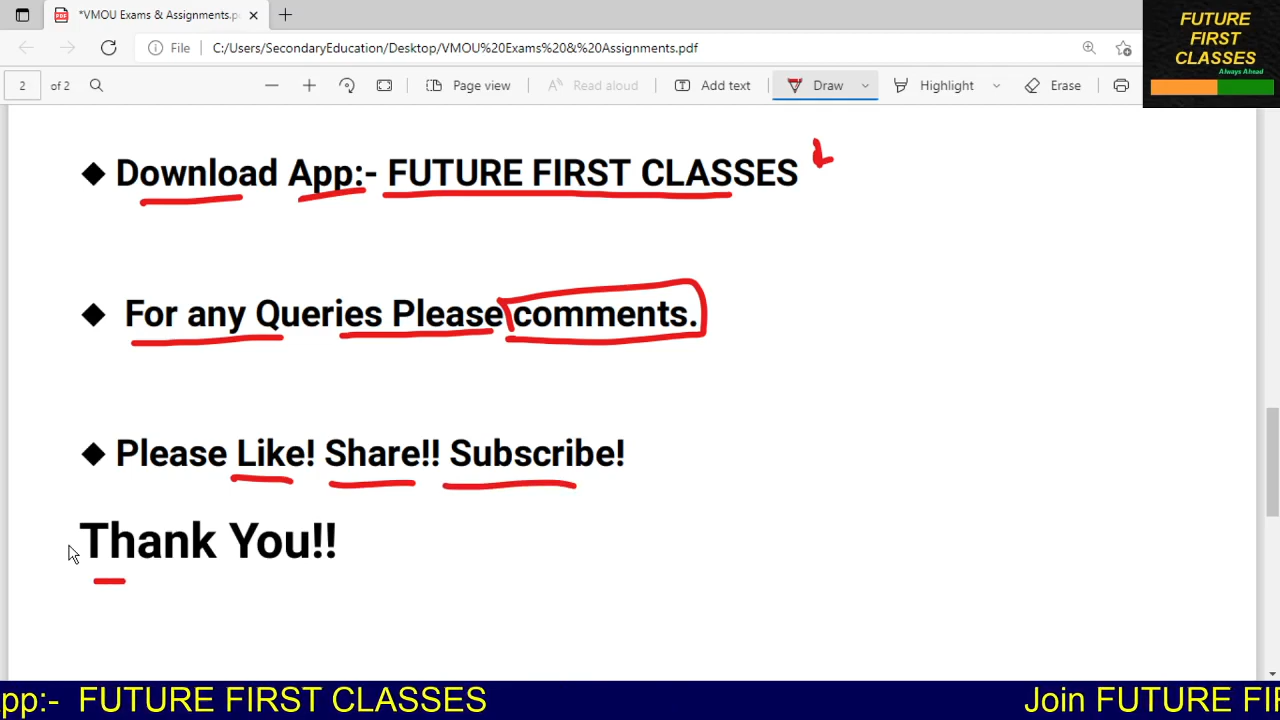 *VMOU Exams & Assignments.p
File C:/Users/SecondaryEducation/Desktop/VMOU%20Exams%20&%20Assignments.pdf
2 of 2 Page view Read aloud Add text Draw Highlight Erase
FUTURE
FIRST
CLASSES
Always Ahead
◆ Download App:- FUTURE FIRST CLASSES
◆ For any Queries Please comments.
◆ Please Like! Share!! Subscribe!
Thank You!!
pp:- FUTURE FIRST CLASSES Join FUTURE FI